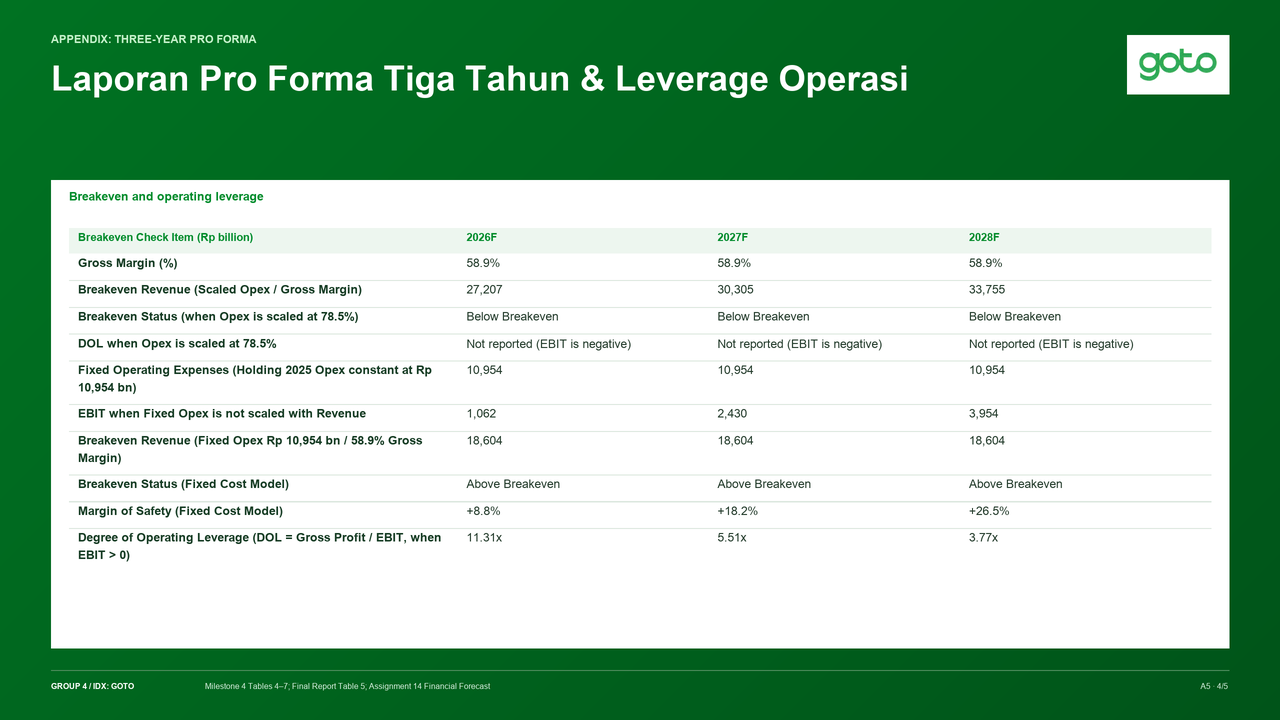 APPENDIX: THREE-YEAR PRO FORMA
Laporan Pro Forma Tiga Tahun & Leverage Operasi
goto
Breakeven and operating leverage
Breakeven Check Item (Rp billion) 2026F 2027F 2028F
Gross Margin (%) 58.9% 58.9% 58.9%
Breakeven Revenue (Scaled Opex / Gross Margin) 27,207 30,305 33,755
Breakeven Status (when Opex is scaled at 78.5%) Below Breakeven Below Breakeven Below Breakeven
DOL when Opex is scaled at 78.5% Not reported (EBIT is negative) Not reported (EBIT is negative) Not reported (EBIT is negative)
Fixed Operating Expenses (Holding 2025 Opex constant at Rp 10,954 10,954 10,954
10,954 bn)
EBIT when Fixed Opex is not scaled with Revenue 1,062 2,430 3,954
Breakeven Revenue (Fixed Opex Rp 10,954 bn / 58.9% Gross 18,604 18,604 18,604
Margin)
Breakeven Status (Fixed Cost Model) Above Breakeven Above Breakeven Above Breakeven
Margin of Safety (Fixed Cost Model) +8.8% +18.2% +26.5%
Degree of Operating Leverage (DOL = Gross Profit / EBIT, when 11.31x 5.51x 3.77x
EBIT > 0)
GROUP 4 / IDX: GOTO Milestone 4 Tables 4–7; Final Report Table 5; Assignment 14 Financial Forecast A5 · 4/5